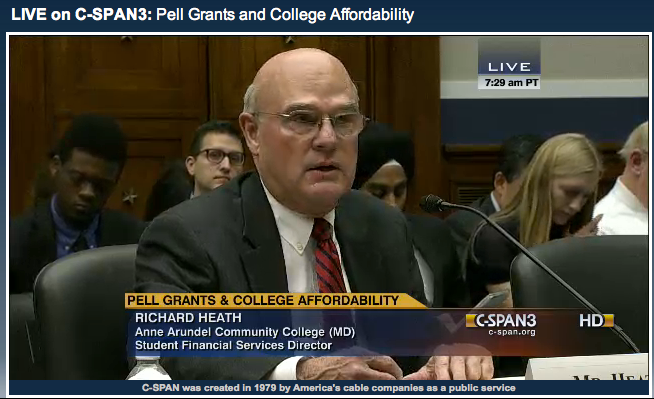 LIVE on C-SPAN3: Pell Grants and College Affordability
LIVE
7:29 am PT
PELL GRANTS & COLLEGE AFFORDABILITY
RICHARD HEATH
Anne Arundel Community College (MD)
Student Financial Services Director
C-SPAN3
c-span.org
HD
MR. HEAT
C-SPAN was created in 1979 by America's cable companies as a public service